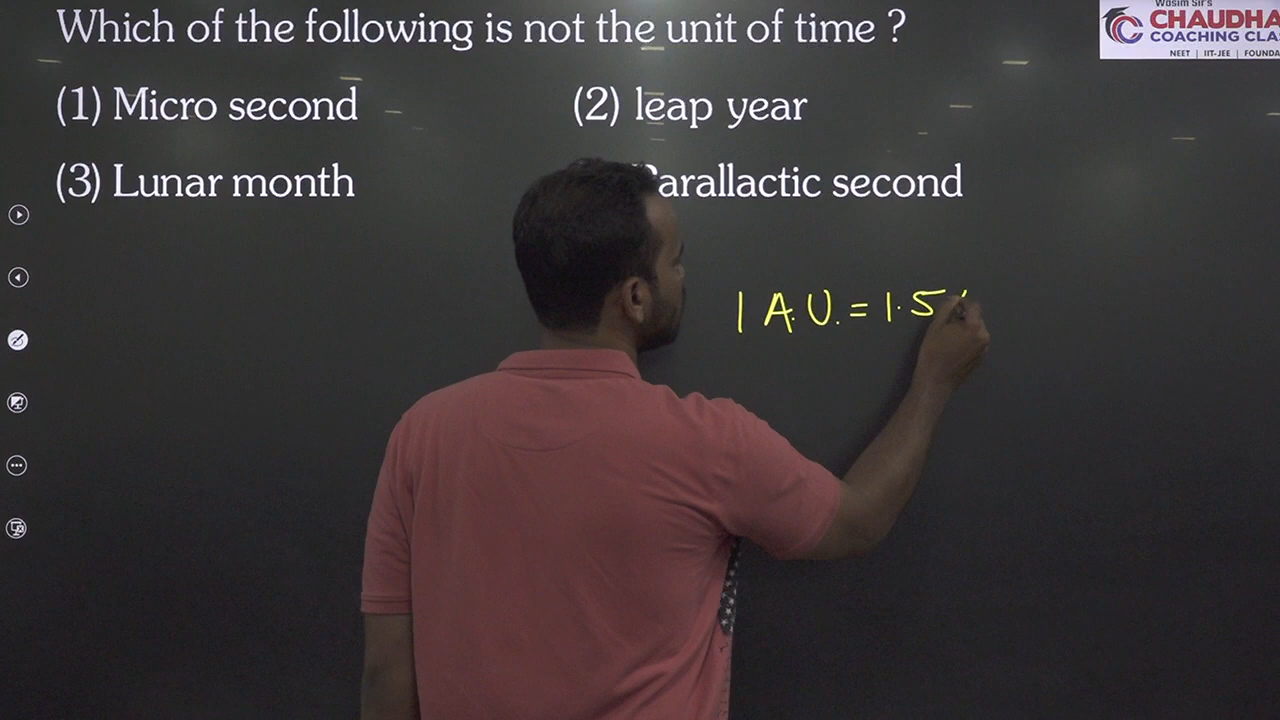 Which of the following is not the unit of time ?
Wasim Sir's
CHAUDHA
COACHING CLA
NEET | IIT-JEE | FOUNDA
(1) Micro second (2) leap year
(3) Lunar month arallactic second
1 A.U. = 1.5